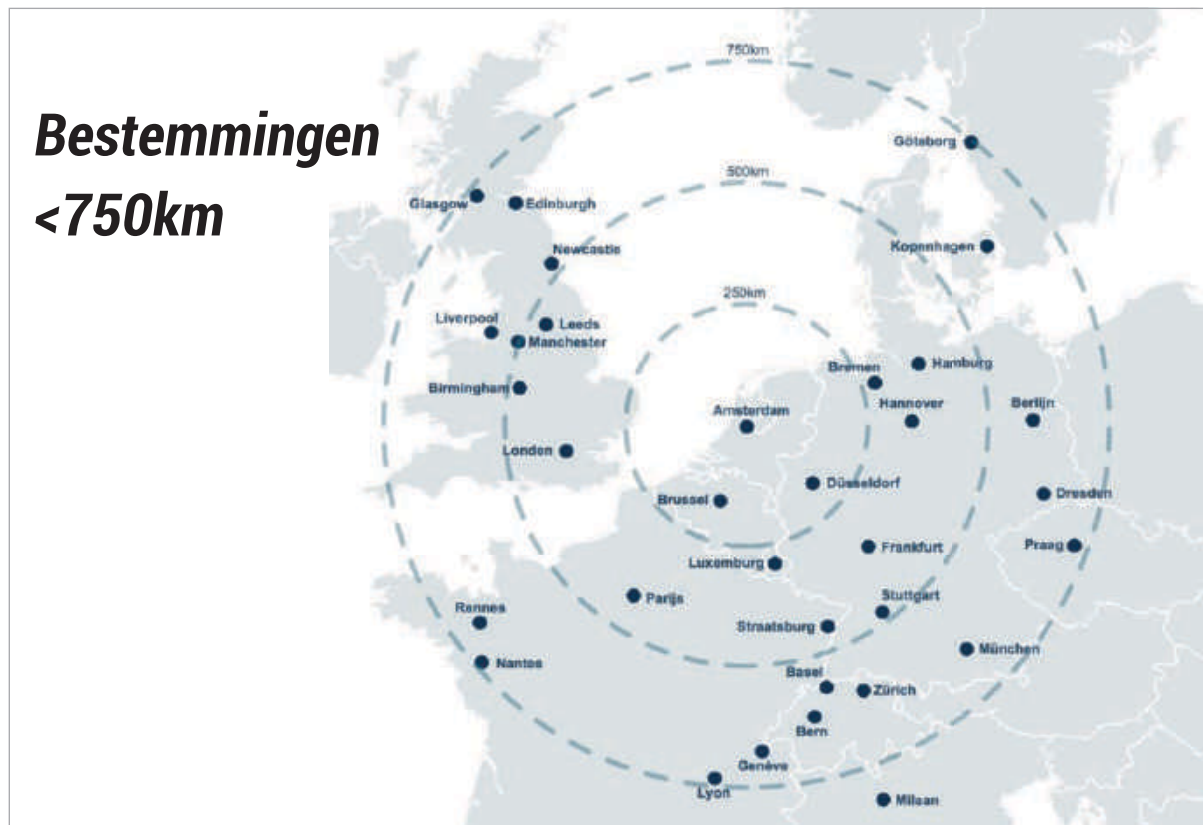 Bestemmingen
<750km
750km
Göteborg
500km
Glasgow
Edinburgh
Kopenhagen
Newcastle
250km
Liverpool
Leeds
Manchester
Hamburg
Bremen
Birmingham
Hannover
Berlijn
Amsterdam
Londen
Düsseldorf
Brussel
Dresden
Frankfurt
Praag
Luxemburg
Stuttgart
Parijs
Rennes
Straatsburg
München
Nantes
Basel
Zürich
Bern
Genève
Lyon
Milaan